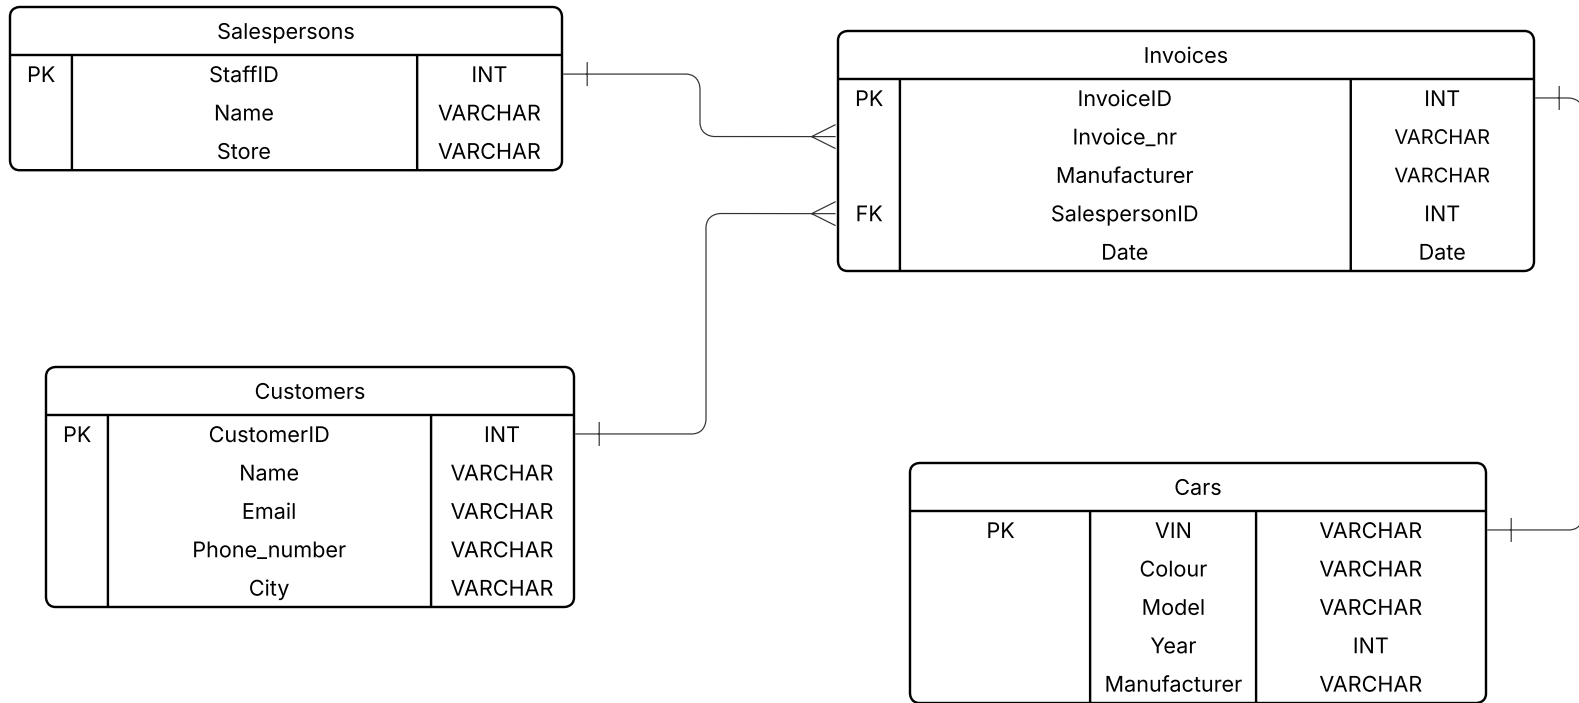 Salespersons
PK StaffID INT
Name VARCHAR
Store VARCHAR
Invoices
PK InvoiceID INT
Invoice_nr VARCHAR
Manufacturer VARCHAR
FK SalespersonID INT
Date Date
Customers
PK CustomerID INT
Name VARCHAR
Email VARCHAR
Phone_number VARCHAR
City VARCHAR
Cars
PK VIN VARCHAR
Colour VARCHAR
Model VARCHAR
Year INT
Manufacturer VARCHAR